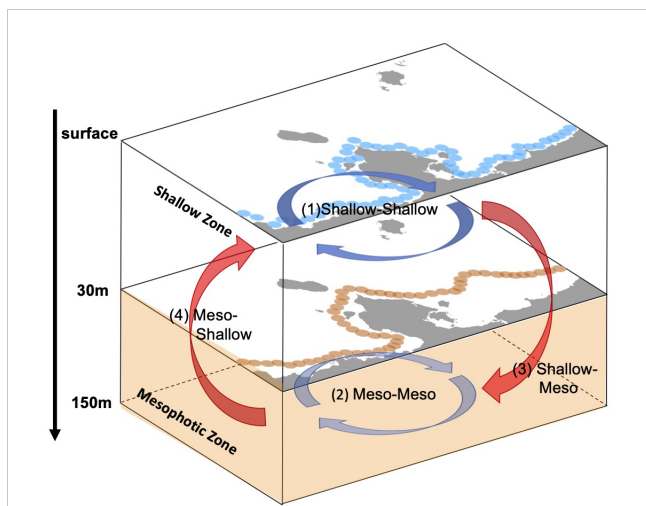 surface
Shallow Zone
(1)Shallow-Shallow
30m
(4) Meso-
Shallow
(3) Shallow-
Meso
(2) Meso-Meso
150m
Mesophotic Zone